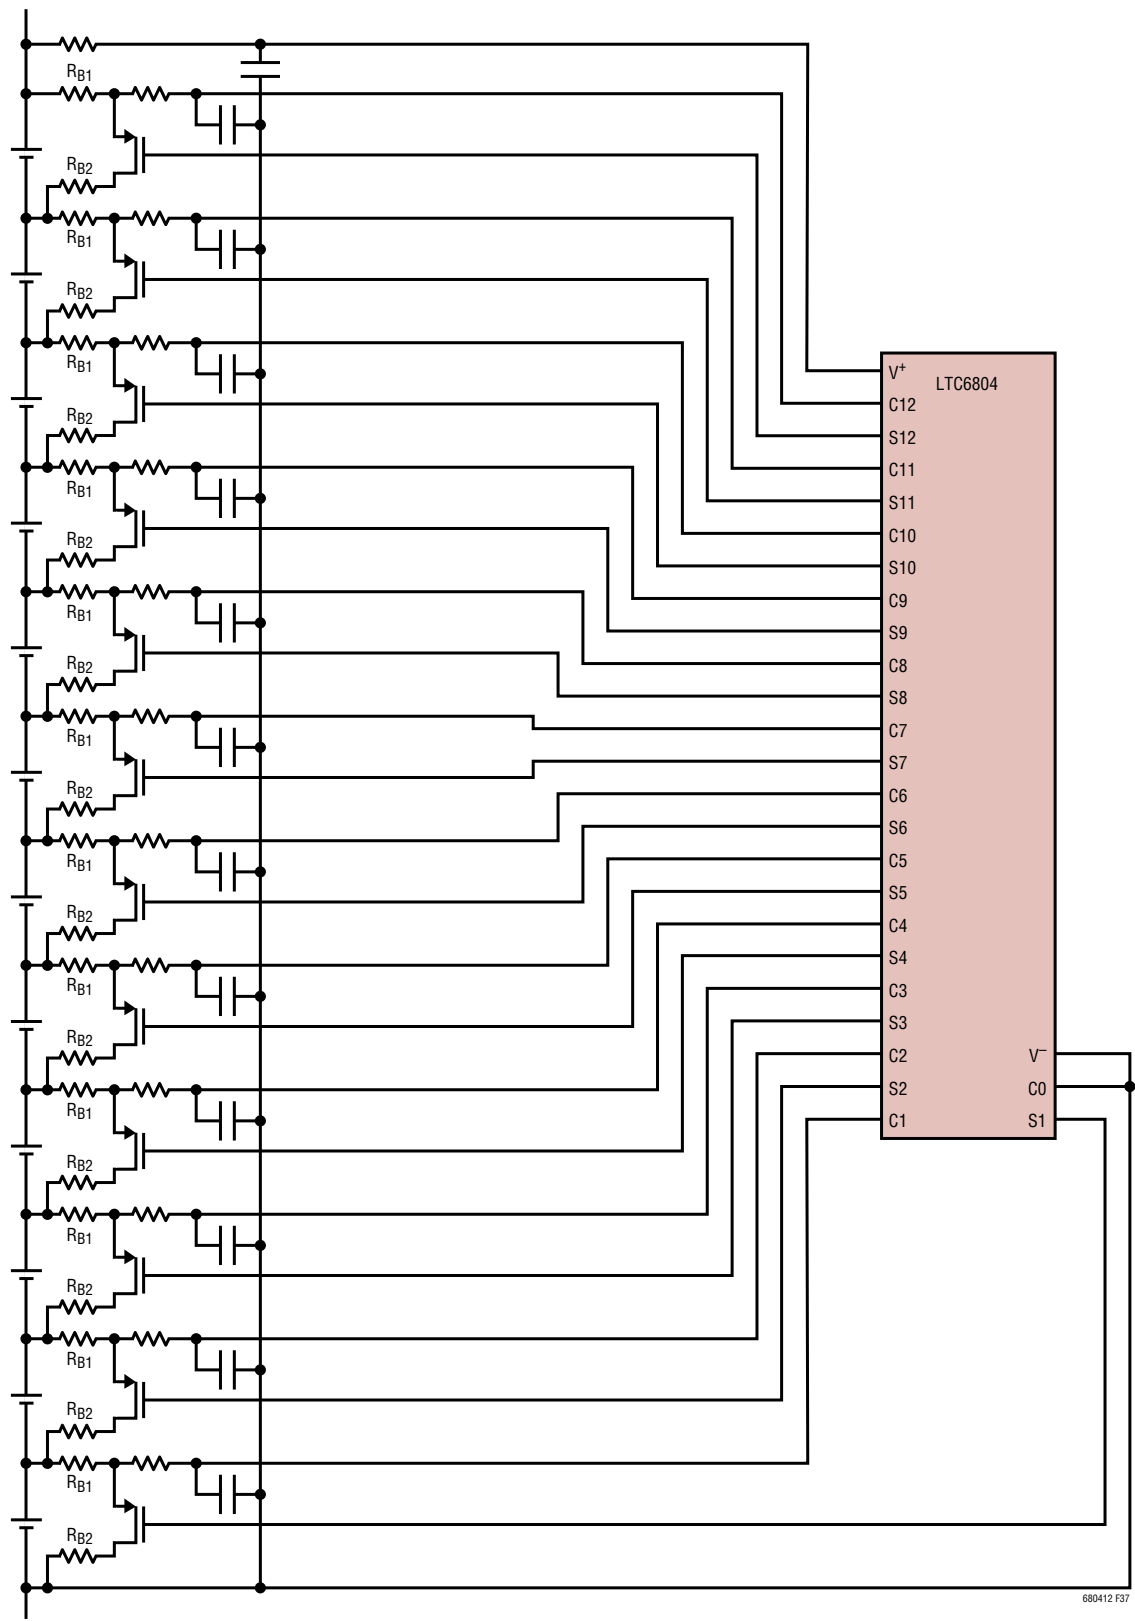 RB1
RB2
RB1
RB2
RB1
RB2
RB1
RB2
RB1
RB2
RB1
RB2
RB1
RB2
RB1
RB2
RB1
RB2
RB1
RB2
RB1
RB2
RB1
RB2
LTC6804
V+
C12
S12
C11
S11
C10
S10
C9
S9
C8
S8
C7
S7
C6
S6
C5
S5
C4
S4
C3
S3
C2
S2
C1
V–
C0
S1
680412 F37